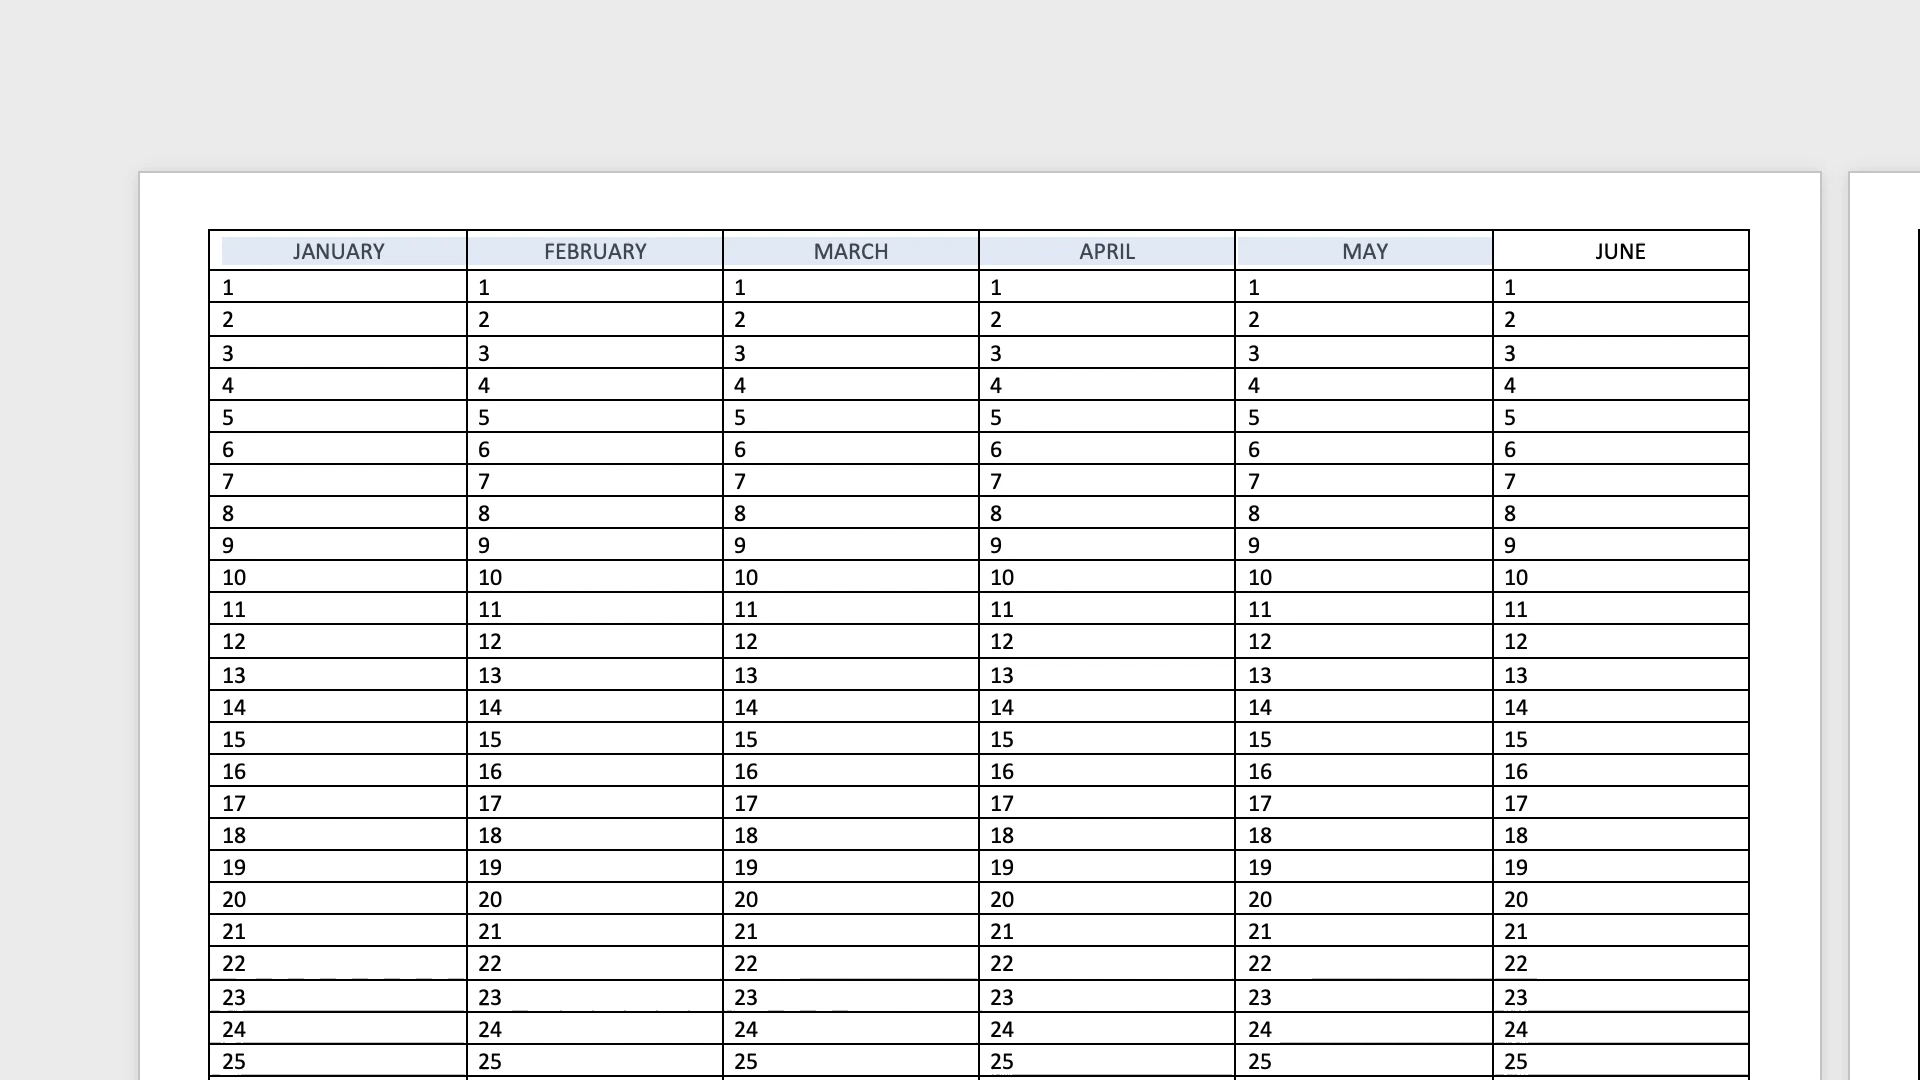 JANUARY FEBRUARY MARCH APRIL MAY JUNE
1 1 1 1 1 1
2 2 2 2 2 2
3 3 3 3 3 3
4 4 4 4 4 4
5 5 5 5 5 5
6 6 6 6 6 6
7 7 7 7 7 7
8 8 8 8 8 8
9 9 9 9 9 9
10 10 10 10 10 10
11 11 11 11 11 11
12 12 12 12 12 12
13 13 13 13 13 13
14 14 14 14 14 14
15 15 15 15 15 15
16 16 16 16 16 16
17 17 17 17 17 17
18 18 18 18 18 18
19 19 19 19 19 19
20 20 20 20 20 20
21 21 21 21 21 21
22 22 22 22 22 22
23 23 23 23 23 23
24 24 24 24 24 24
25 25 25 25 25 25